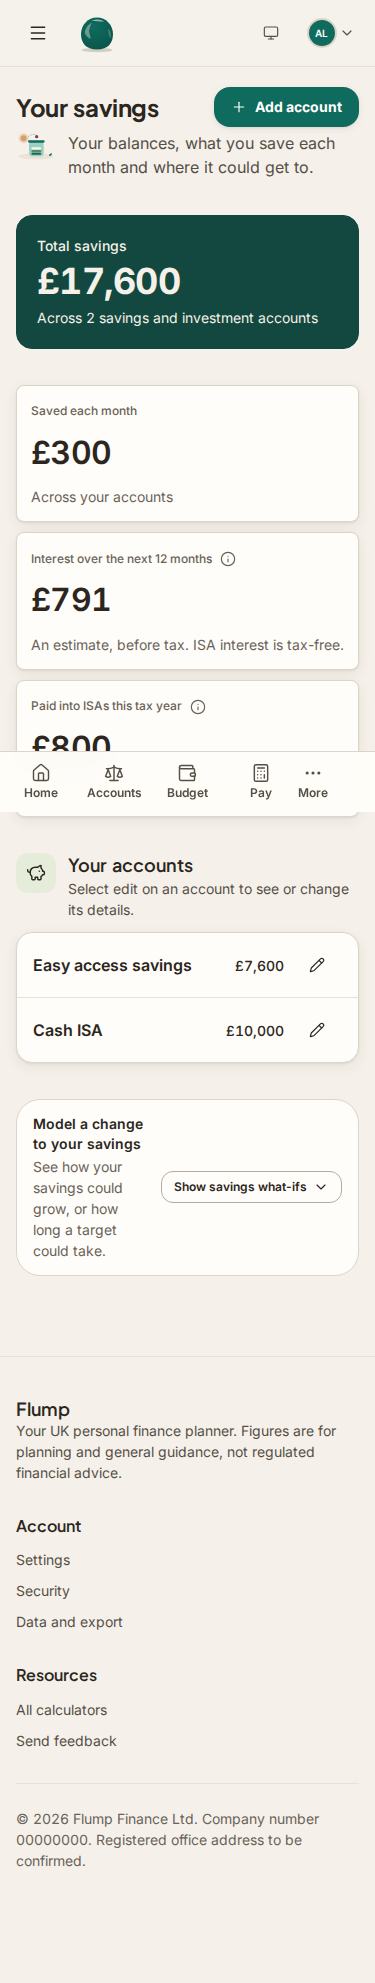 AL
Your savings
Add account
Your balances, what you save each
month and where it could get to.
Total savings
£17,600
Across 2 savings and investment accounts
Saved each month
£300
Across your accounts
Interest over the next 12 months
£791
An estimate, before tax. ISA interest is tax-free.
Paid into ISAs this tax year
£800
Home
Accounts
Budget
Pay
More
Your accounts
Select edit on an account to see or change
its details.
Easy access savings £7,600
Cash ISA £10,000
Model a change
to your savings
See how your
savings could
grow, or how
long a target
could take.
Show savings what-ifs
Flump
Your UK personal finance planner. Figures are for
planning and general guidance, not regulated
financial advice.
Account
Settings
Security
Data and export
Resources
All calculators
Send feedback
© 2026 Flump Finance Ltd. Company number
00000000. Registered office address to be
confirmed.